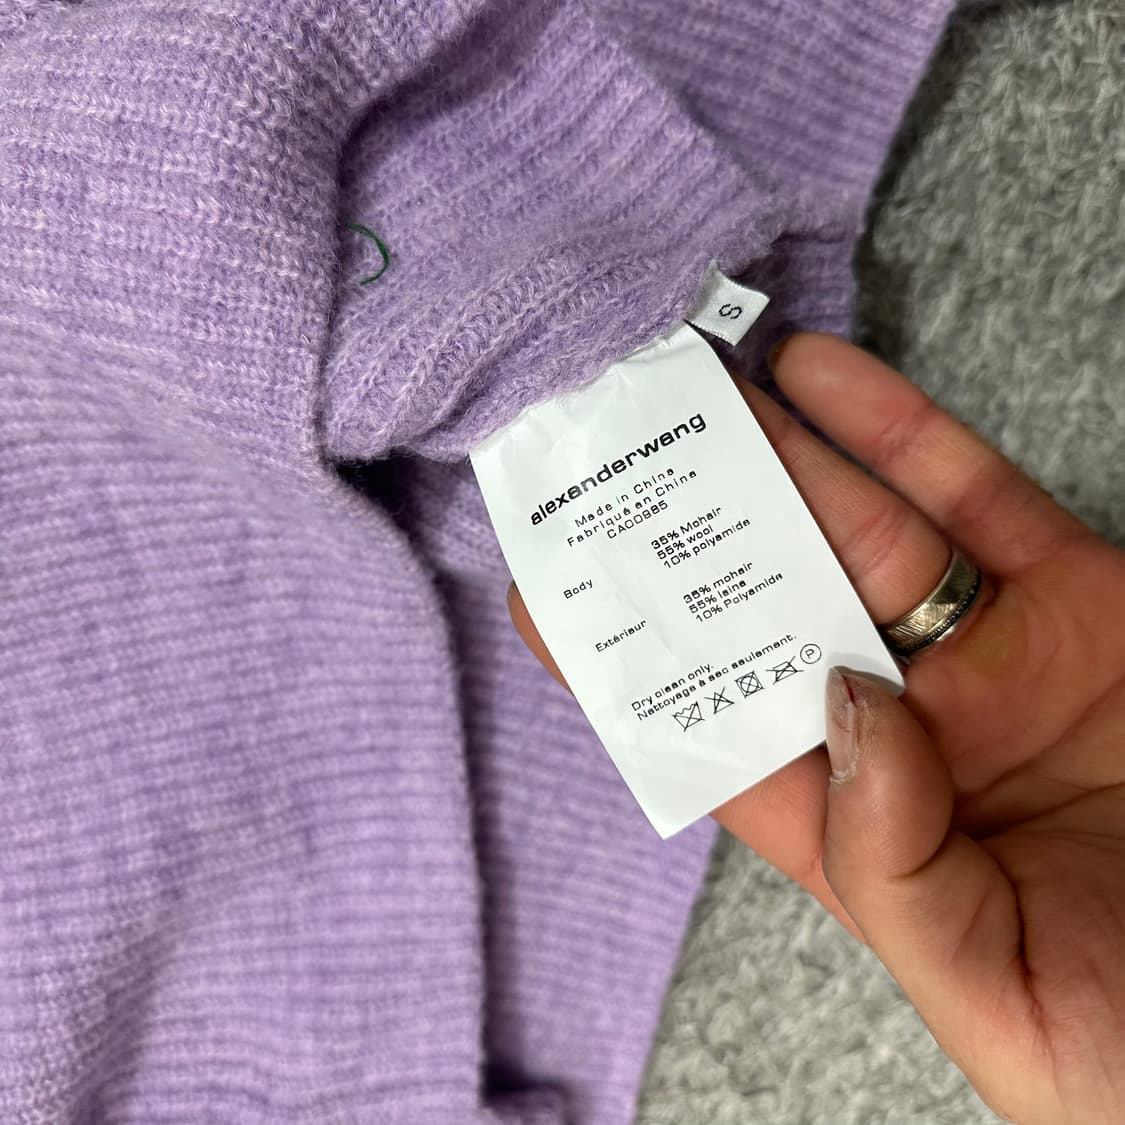 S
alexanderwang
Made in China
Fabriqué en China
CA00985
Body
35% Mohair
55% wool
10% polyamide
Extérieur
35% mohair
55% laine
10% Polyamide
Dry clean only.
Nettoyage à sec seulement.
P